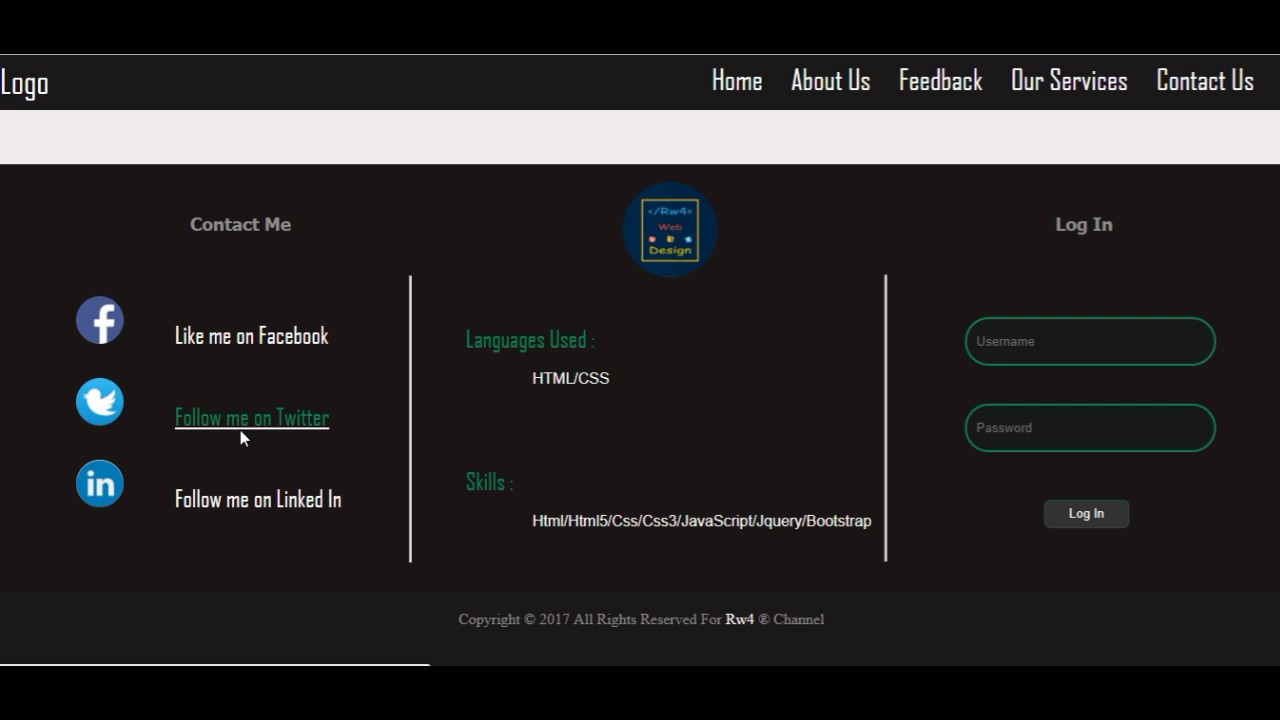 Logo
Home About Us Feedback Our Services Contact Us
Contact Me
Like me on Facebook
Follow me on Twitter
in
Follow me on Linked In
</Rw4>
Web
Design
Languages Used :
HTML/CSS
Skills :
Html/Html5/Css/Css3/JavaScript/Jquery/Bootstrap
Log In
Username
Password
Log In
Copyright © 2017 All Rights Reserved For Rw4 ® Channel